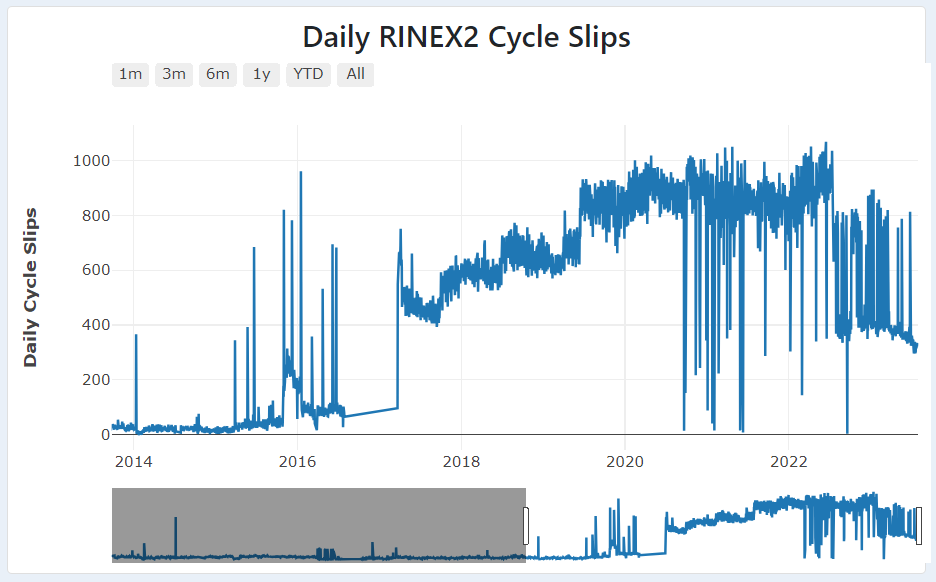 Daily RINEX2 Cycle Slips
1m 3m 6m 1y YTD All
Daily Cycle Slips
1000
800
600
400
200
0
2014 2016 2018 2020 2022